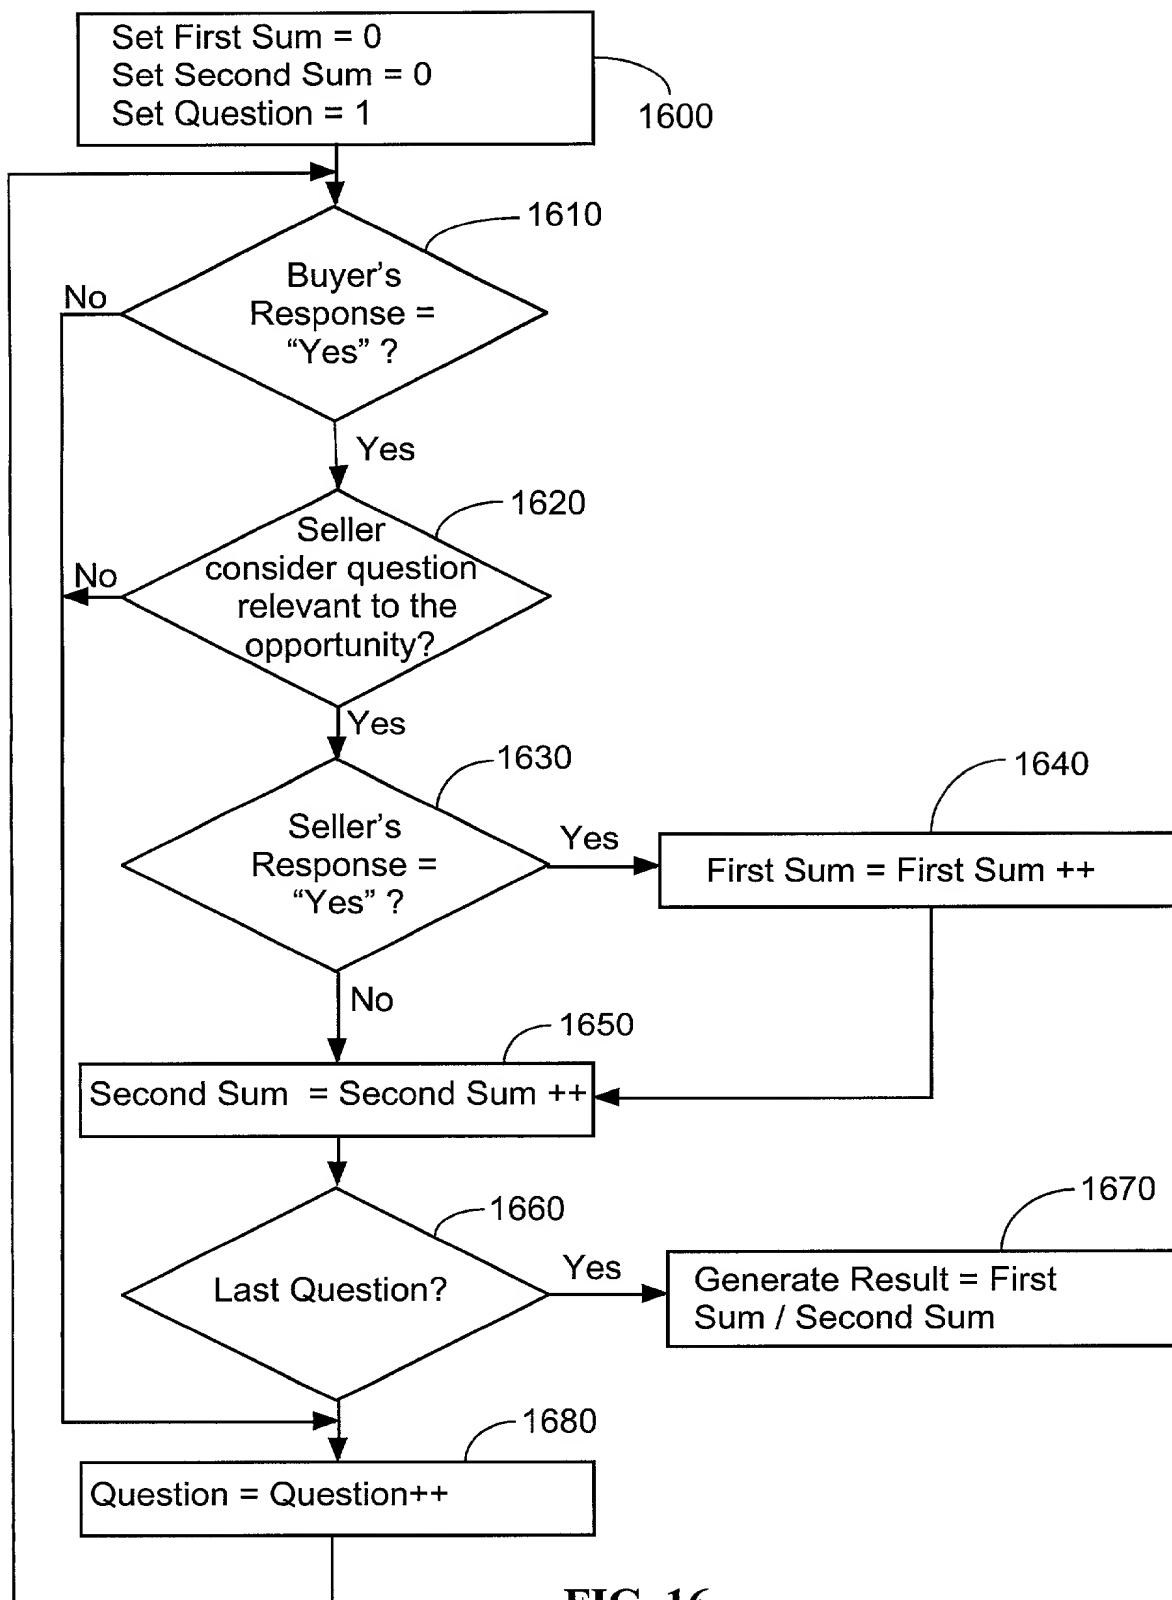 Set First Sum = 0
Set Second Sum = 0
Set Question = 1
1600
1610
Buyer's
Response =
“Yes” ?
No
Yes
1620
Seller
consider question
relevant to the
opportunity?
No
Yes
1630
Seller's
Response =
“Yes” ?
Yes
1640
First Sum = First Sum ++
No
1650
Second Sum = Second Sum ++
1660
Last Question?
Yes
1670
Generate Result = First
Sum / Second Sum
1680
Question = Question++
FIG. 16